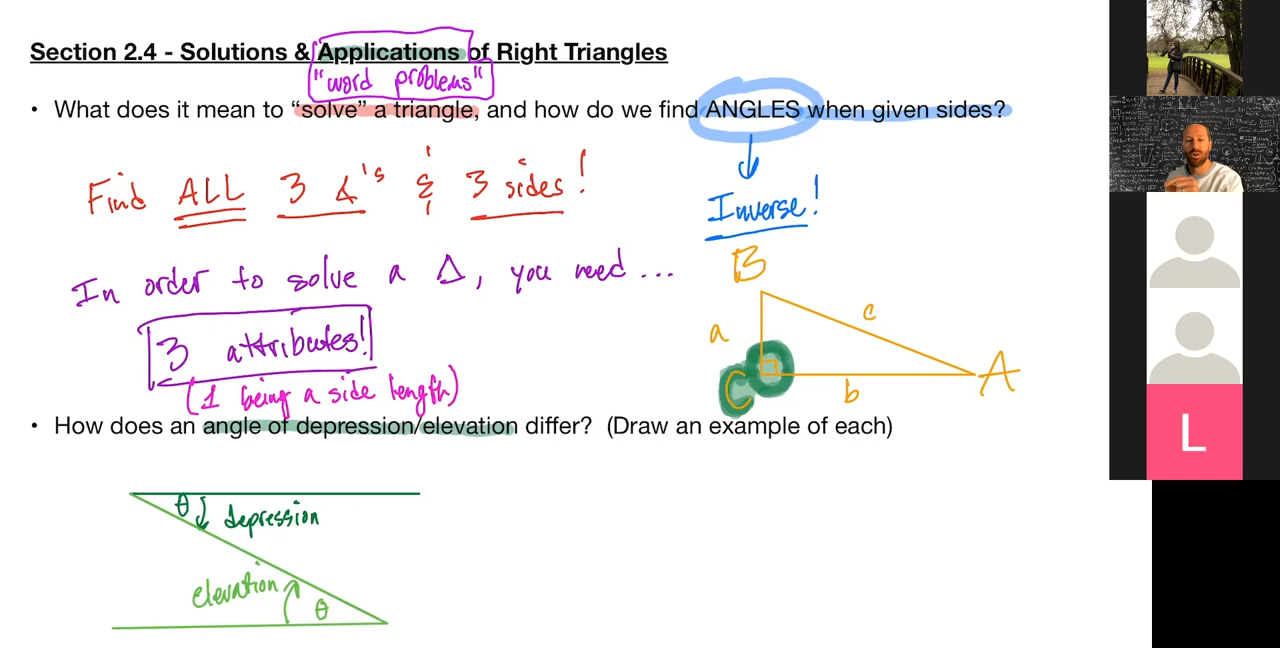 Section 2.4 - Solutions & Applications of Right Triangles
"word problems"
• What does it mean to “solve” a triangle, and how do we find ANGLES when given sides?
Find ALL 3 ∡'s & 3 sides!
Inverse!
In order to solve a Δ, you need ...
3 attributes!
(1 being a side length)
B
a
c
C
b
A
• How does an angle of depression/elevation differ? (Draw an example of each)
θ depression
elevation θ
L